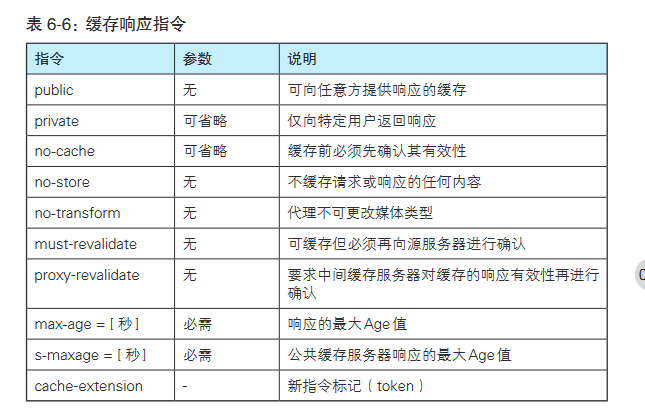 表 6-6：缓存响应指令
指令 参数 说明
public 无 可向任意方提供响应的缓存
private 可省略 仅向特定用户返回响应
no-cache 可省略 缓存前必须先确认其有效性
no-store 无 不缓存请求或响应的任何内容
no-transform 无 代理不可更改媒体类型
must-revalidate 无 可缓存但必须再向源服务器进行确认
proxy-revalidate 无 要求中间缓存服务器对缓存的响应有效性再进行
确认
max-age = [ 秒] 必需 响应的最大Age值
s-maxage = [ 秒] 必需 公共缓存服务器响应的最大Age值
cache-extension - 新指令标记（token）